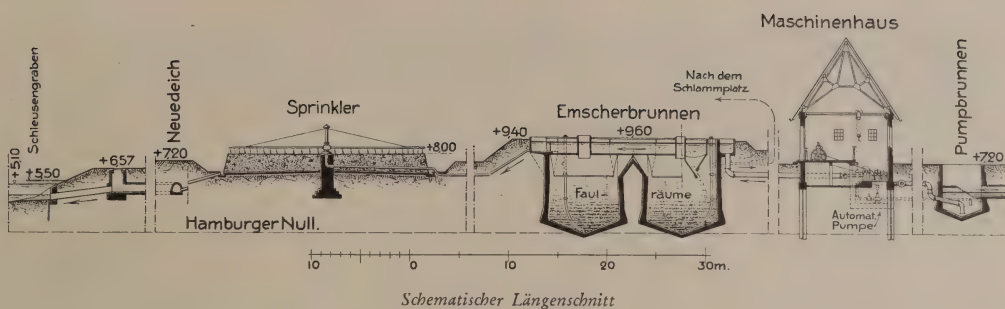 Maschinenhaus
Schleusengräben
Neuedeich
Sprinkler
Emscherbrunnen
Nach dem
Schlammplatz
Pumpbrunnen
+510
+550
+657
+720
+800
+940
+960
+720
Faul-
räume
Hamburger Null.
Automat.
Pumpe
10 0 10 20 30m.
Schematischer Längenschnitt